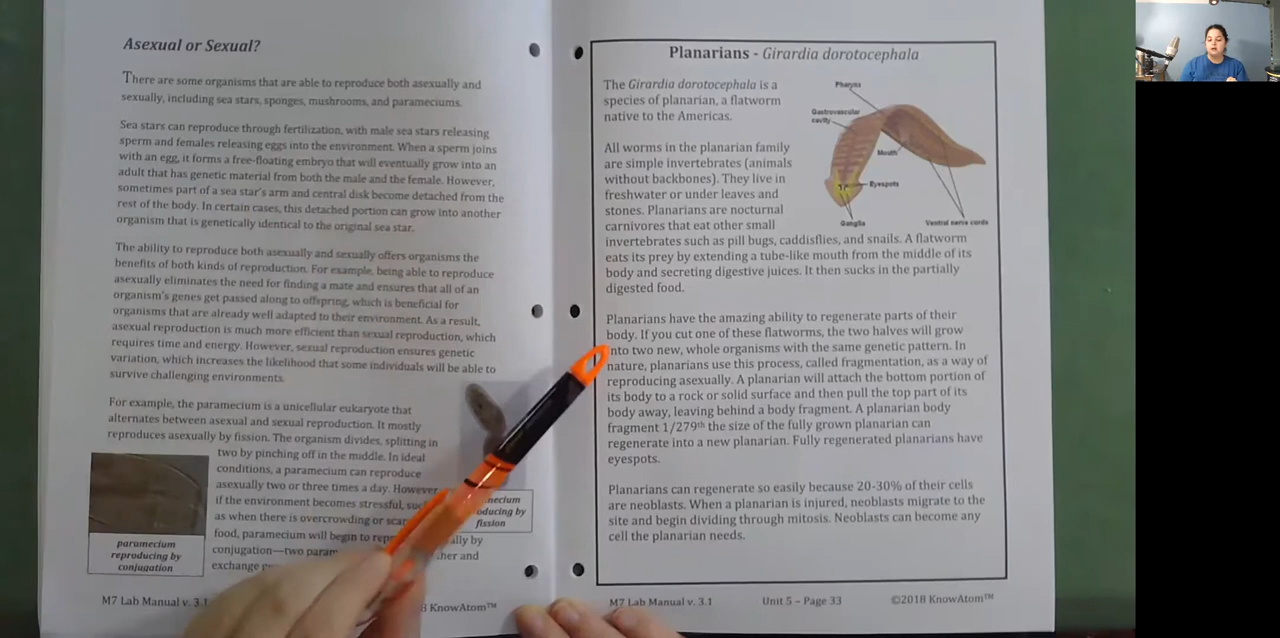 Asexual or Sexual?
There are some organisms that are able to reproduce both asexually and
sexually, including sea stars, sponges, mushrooms, and parameciums.
Sea stars can reproduce through fertilization, with male sea stars releasing
sperm and females releasing eggs into the environment. When a sperm joins
with an egg, it forms a free-floating embryo that will eventually grow into an
adult that has genetic material from both the male and the female. However,
sometimes part of a sea star's arm and central disk become detached from the
rest of the body. In certain cases, this detached portion can grow into another
organism that is genetically identical to the original sea star.
The ability to reproduce both asexually and sexually offers organisms the
benefits of both kinds of reproduction. For example, being able to reproduce
asexually eliminates the need for finding a mate and ensures that all of an
organism's genes get passed along to offspring, which is beneficial for
organisms that are already well adapted to their environment. As a result,
asexual reproduction is much more efficient than sexual reproduction, which
requires time and energy. However, sexual reproduction ensures genetic
variation, which increases the likelihood that some individuals will be able to
survive challenging environments.
For example, the paramecium is a unicellular eukaryote that
alternates between asexual and sexual reproduction. It mostly
reproduces asexually by fission. The organism divides, splitting in
two by pinching off in the middle. In ideal
conditions, a paramecium can reproduce
asexually two or three times a day. However
if the environment becomes stressful,
as when there is overcrowding or
food, paramecium will begin to
conjugation—two
exchange
fission
paramecium
reproducing by
conjugation
M7 Lab Manual v. 3.1
8 KnowAtom™
Planarians - Girardia dorotocephala
The Girardia dorotocephala is a
species of planarian, a flatworm
native to the Americas.
All worms in the planarian family
are simple invertebrates (animals
without backbones). They live in
freshwater or under leaves and
stones. Planarians are nocturnal
carnivores that eat other small
invertebrates such as pill bugs, caddisflies, and snails. A flatworm
eats its prey by extending a tube-like mouth from the middle of its
body and secreting digestive juices. It then sucks in the partially
digested food.
Pharynx
Gastrovascular
cavity
Mouth
Eyespots
Ganglia
Ventral nerve cords
Planarians have the amazing ability to regenerate parts of their
body. If you cut one of these flatworms, the two halves will grow
into two new, whole organisms with the same genetic pattern. In
nature, planarians use this process, called fragmentation, as a way of
reproducing asexually. A planarian will attach the bottom portion of
its body to a rock or solid surface and then pull the top part of its
body away, leaving behind a body fragment. A planarian body
fragment 1/279th the size of the fully grown planarian can
regenerate into a new planarian. Fully regenerated planarians have
eyespots.
Planarians can regenerate so easily because 20-30% of their cells
are neoblasts. When a planarian is injured, neoblasts migrate to the
site and begin dividing through mitosis. Neoblasts can become any
cell the planarian needs.
M7 Lab Manual v. 3.1
Unit 5 – Page 33
©2018 KnowAtom™